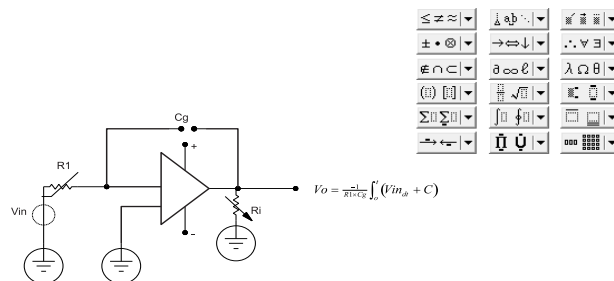 ≤ ≠ ≈
± • ⊗
→⇔↓
∴ ∀ ∃
∉ ∩ ⊂
∂ ∞ ℓ
λ Ω θ
Cg
+
R1
Vin
Ri
-
Vo = -1/(R1×Cg) ∫₀ᵗ (Vin_dt + C)